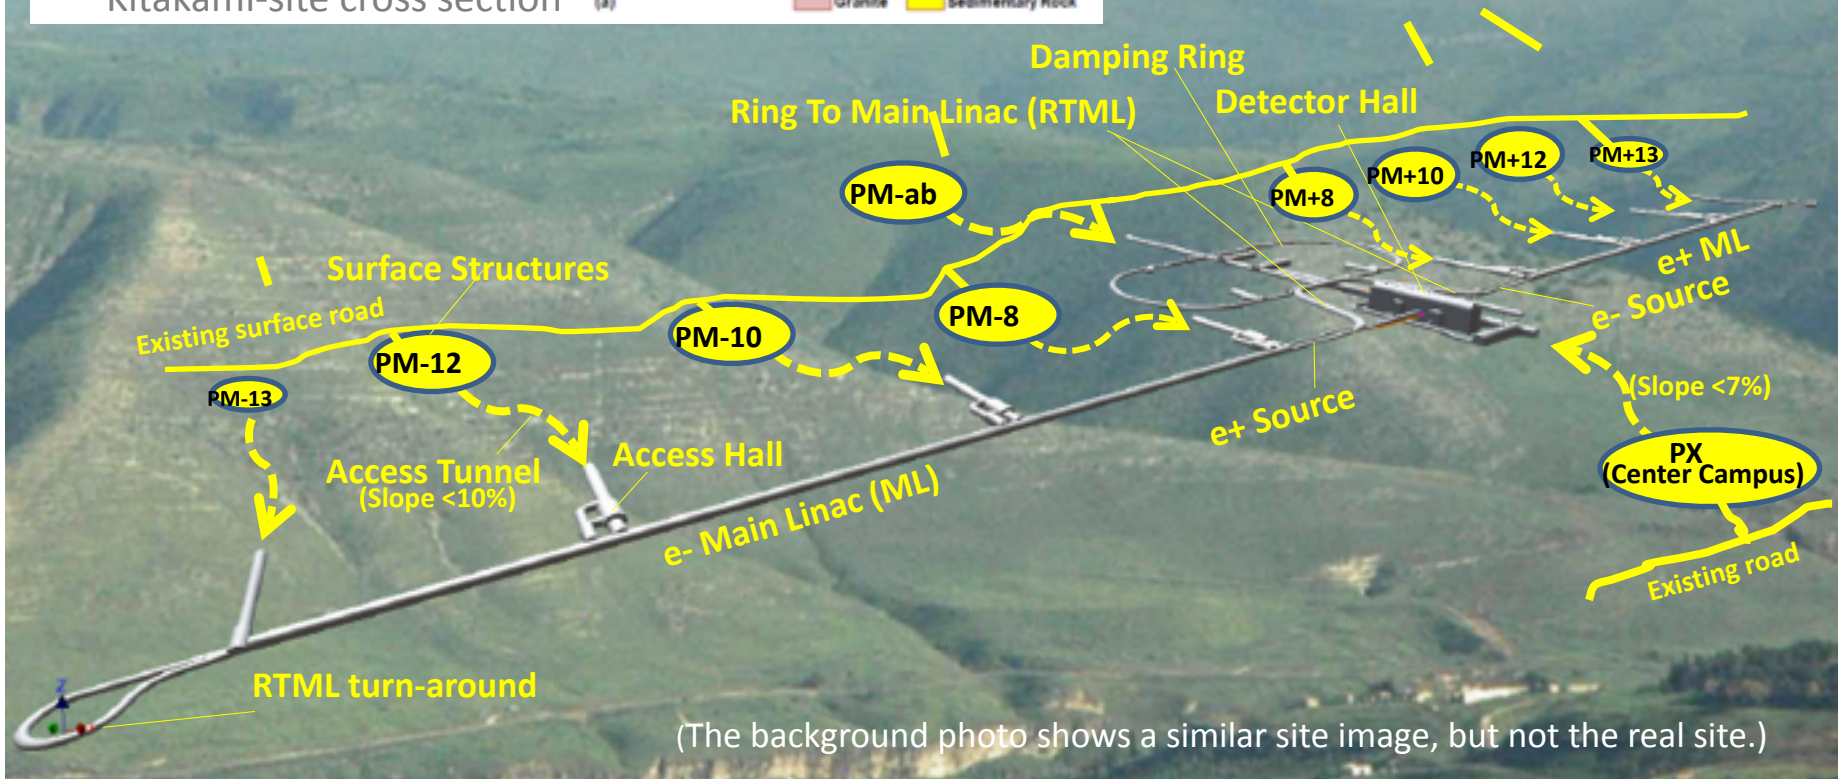 Kitakami-site cross section
(a)
Granite
Sedimentary Rock
Damping Ring
Detector Hall
Ring To Main Linac (RTML)
PM-ab
PM+8
PM+10
PM+12
PM+13
Surface Structures
Existing surface road
PM-13
PM-12
PM-10
PM-8
e+ ML
e- Source
e+ Source
(Slope <7%)
PX
(Center Campus)
Existing road
Access Tunnel
(Slope <10%)
Access Hall
e- Main Linac (ML)
RTML turn-around
Z
(The background photo shows a similar site image, but not the real site.)